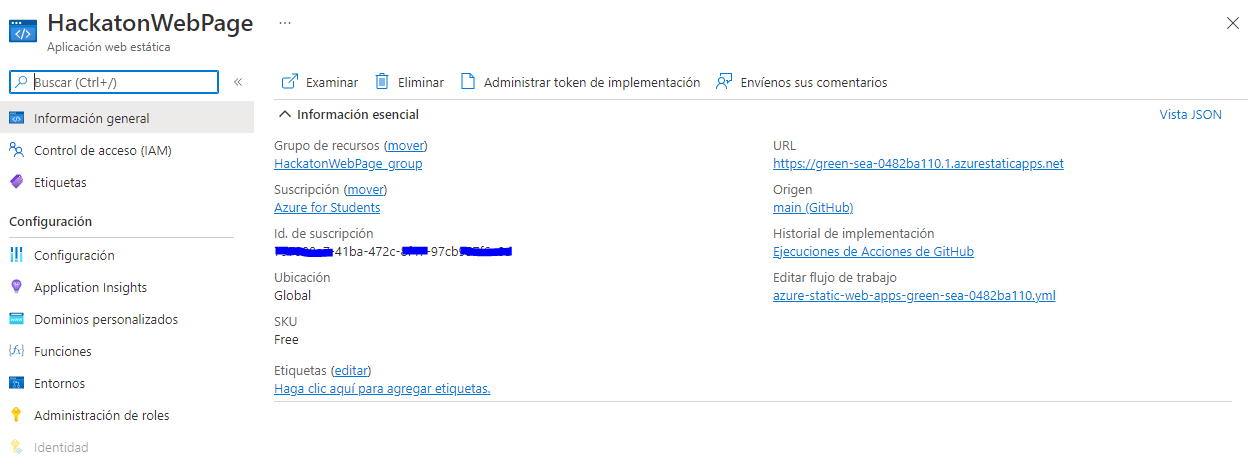 HackatonWebPage
Aplicación web estática
Buscar (Ctrl+/)
Información general
Control de acceso (IAM)
Etiquetas
Configuración
Configuración
Application Insights
Dominios personalizados
Funciones
Entornos
Administración de roles
Identidad
Examinar
Eliminar
Administrar token de implementación
Envíenos sus comentarios
Información esencial
Vista JSON
Grupo de recursos (mover)
HackatonWebPage_group
Suscripción (mover)
Azure for Students
Id. de suscripción
-41ba-472c- -97cb
Ubicación
Global
SKU
Free
Etiquetas (editar)
Haga clic aquí para agregar etiquetas.
URL
https://green-sea-0482ba110.1.azurestaticapps.net
Origen
main (GitHub)
Historial de implementación
Ejecuciones de Acciones de GitHub
Editar flujo de trabajo
azure-static-web-apps-green-sea-0482ba110.yml